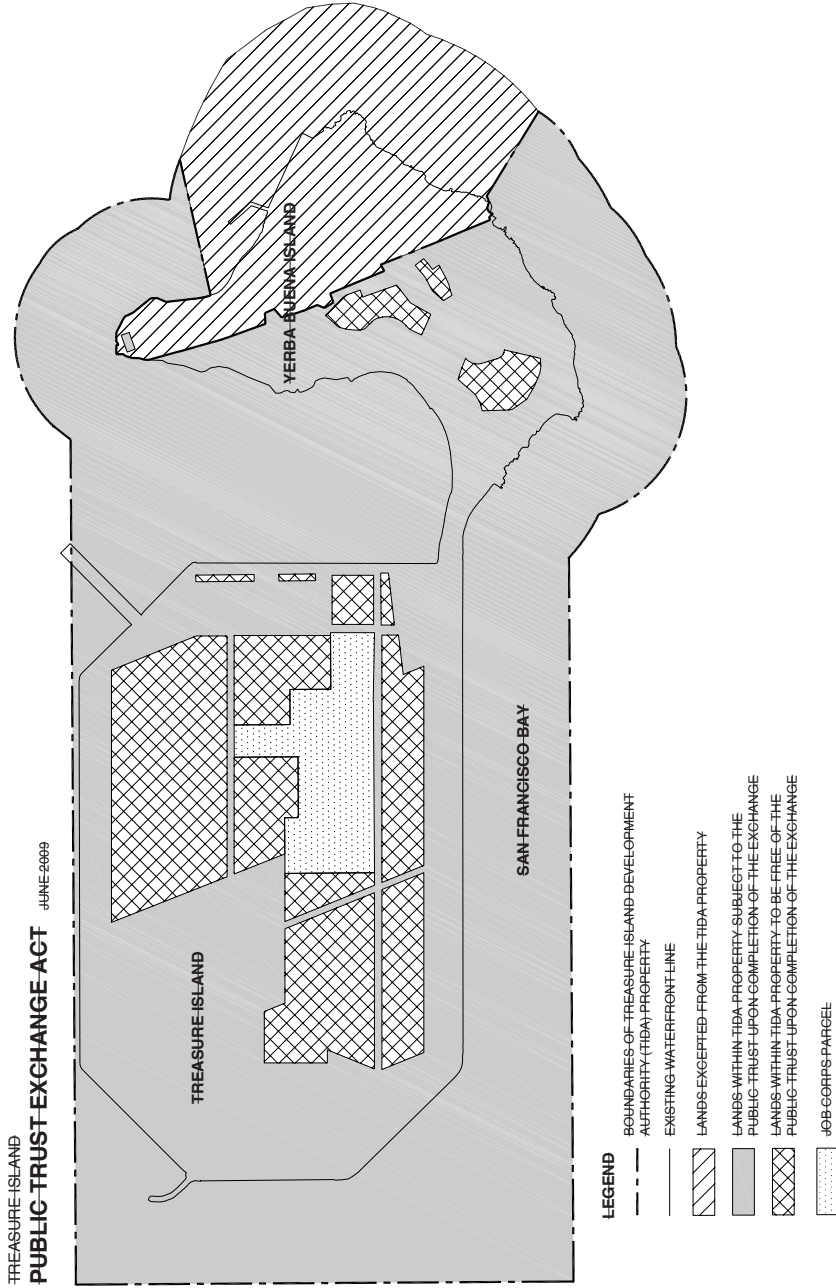 TREASURE ISLAND
PUBLIC TRUST EXCHANGE ACT JUNE 2009
YERBA BUENA ISLAND
TREASURE ISLAND
SAN FRANCISCO BAY
LEGEND
BOUNDARIES OF TREASURE ISLAND DEVELOPMENT
AUTHORITY (TIDA) PROPERTY
EXISTING WATERFRONT LINE
LANDS EXCEPTED FROM THE TIDA PROPERTY
LANDS WITHIN TIDA PROPERTY SUBJECT TO THE
PUBLIC TRUST UPON COMPLETION OF THE EXCHANGE
LANDS WITHIN TIDA PROPERTY TO BE FREE OF THE
PUBLIC TRUST UPON COMPLETION OF THE EXCHANGE
JOB CORPS PARCEL